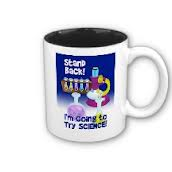 Stand
Back!
I'm Going to
Try SCIENCE!